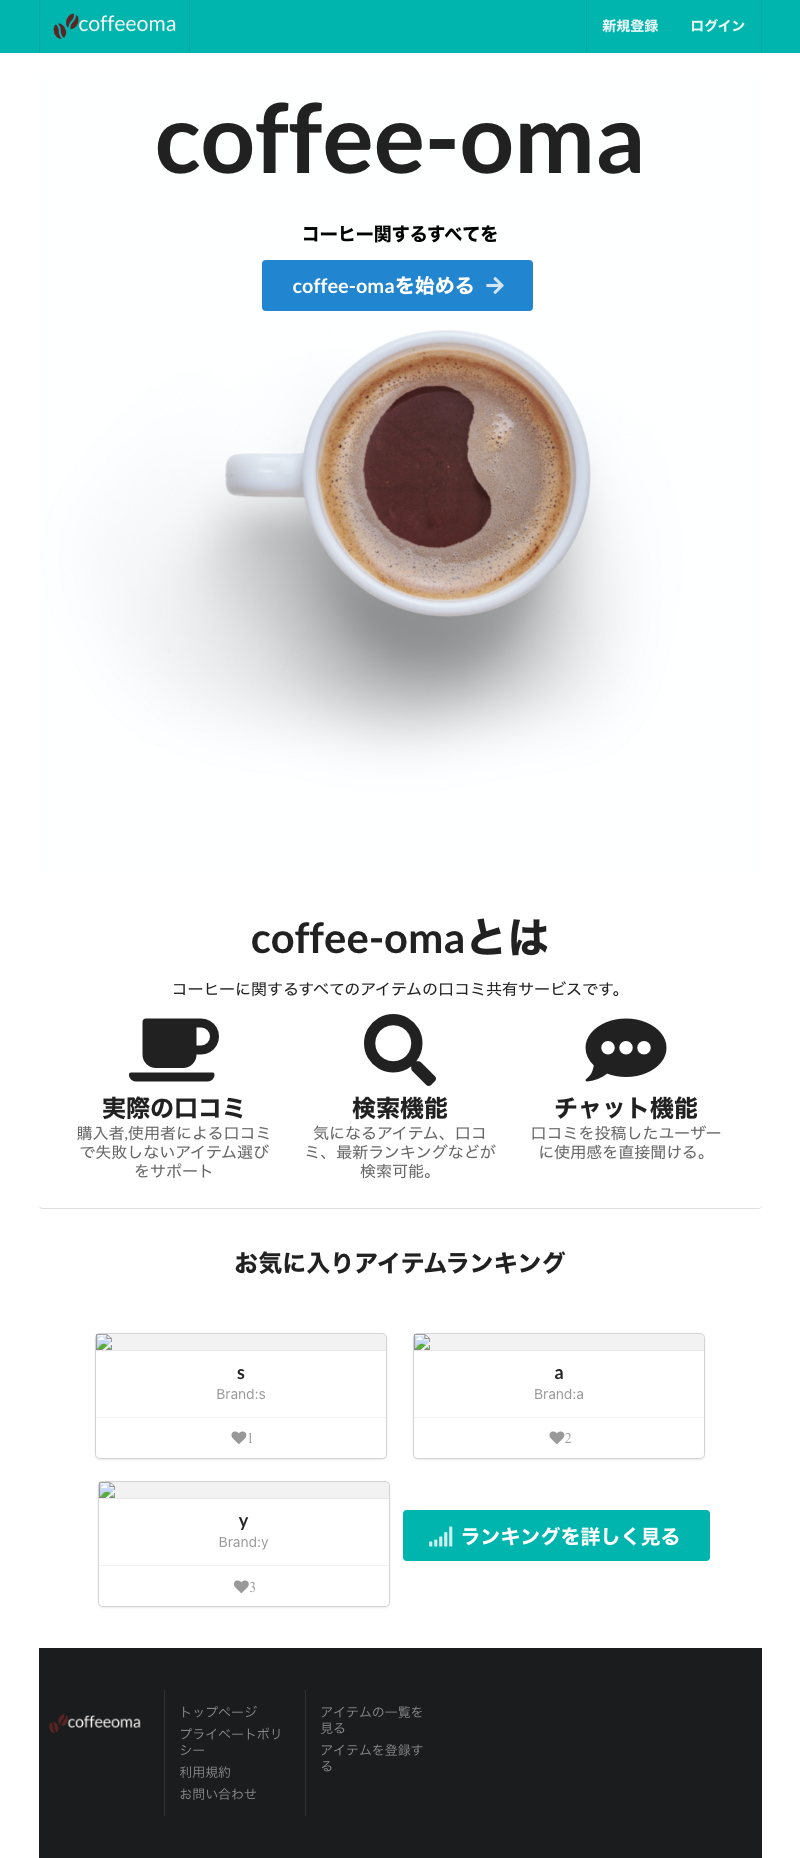 coffeeoma
新規登録
ログイン
coffee-oma
コーヒー関するすべてを
coffee-omaを始める
coffee-omaとは
コーヒーに関するすべてのアイテムの口コミ共有サービスです。
実際の口コミ
購入者,使用者による口コミ
で失敗しないアイテム選び
をサポート
検索機能
気になるアイテム、口コ
ミ、最新ランキングなどが
検索可能。
チャット機能
口コミを投稿したユーザー
に使用感を直接聞ける。
お気に入りアイテムランキング
s
Brand:s
1
a
Brand:a
2
y
Brand:y
3
ランキングを詳しく見る
coffeeoma
トップページ
プライベートポリ
シー
利用規約
お問い合わせ
アイテムの一覧を
見る
アイテムを登録す
る